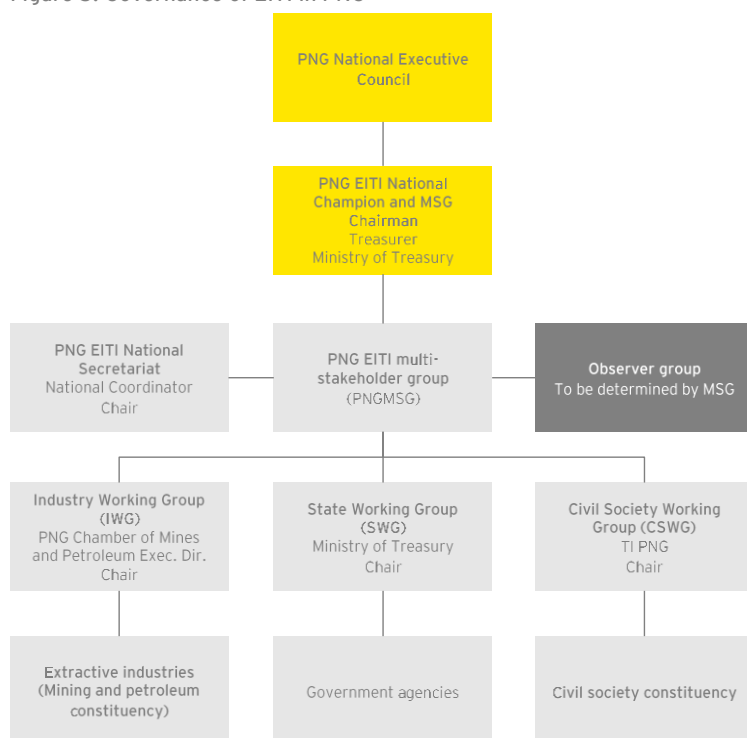 PNG National Executive
Council
PNG EITI National
Champion and MSG
Chairman
Treasurer
Ministry of Treasury
PNG EITI National
Secretariat
National Coordinator
Chair
PNG EITI multi-
stakeholder group
(PNGMSG)
Observer group
To be determined by MSG
Industry Working Group
(IWG)
PNG Chamber of Mines
and Petroleum Exec. Dir.
Chair
State Working Group
(SWG)
Ministry of Treasury
Chair
Civil Society Working
Group (CSWG)
TI PNG
Chair
Extractive industries
(Mining and petroleum
constituency)
Government agencies
Civil society constituency